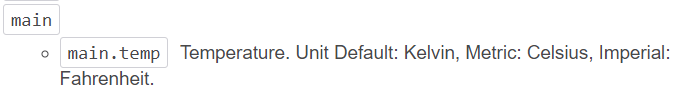 main
main.temp Temperature. Unit Default: Kelvin, Metric: Celsius, Imperial:
Fahrenheit.